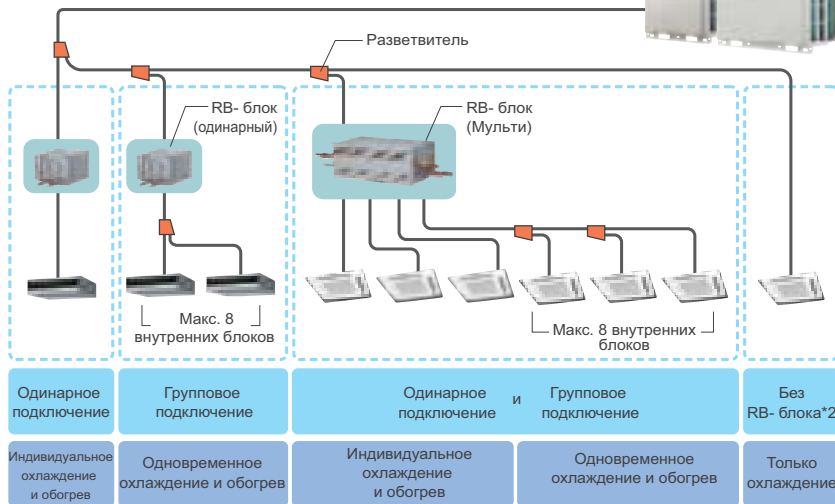 Разветвитель
RB- блок
(одинарный)
RB- блок
(Мульти)
Макс. 8
внутренних блоков
Макс. 8 внутренних
блоков
Одинарное
подключение
Групповое
подключение
Одинарное
подключение
и
Групповое
подключение
Без
RB- блока*2
Индивидуальное
охлаждение
и обогрев
Одновременное
охлаждение и обогрев
Индивидуальное
охлаждение
и обогрев
Одновременное
охлаждение и обогрев
Только
охлаждение